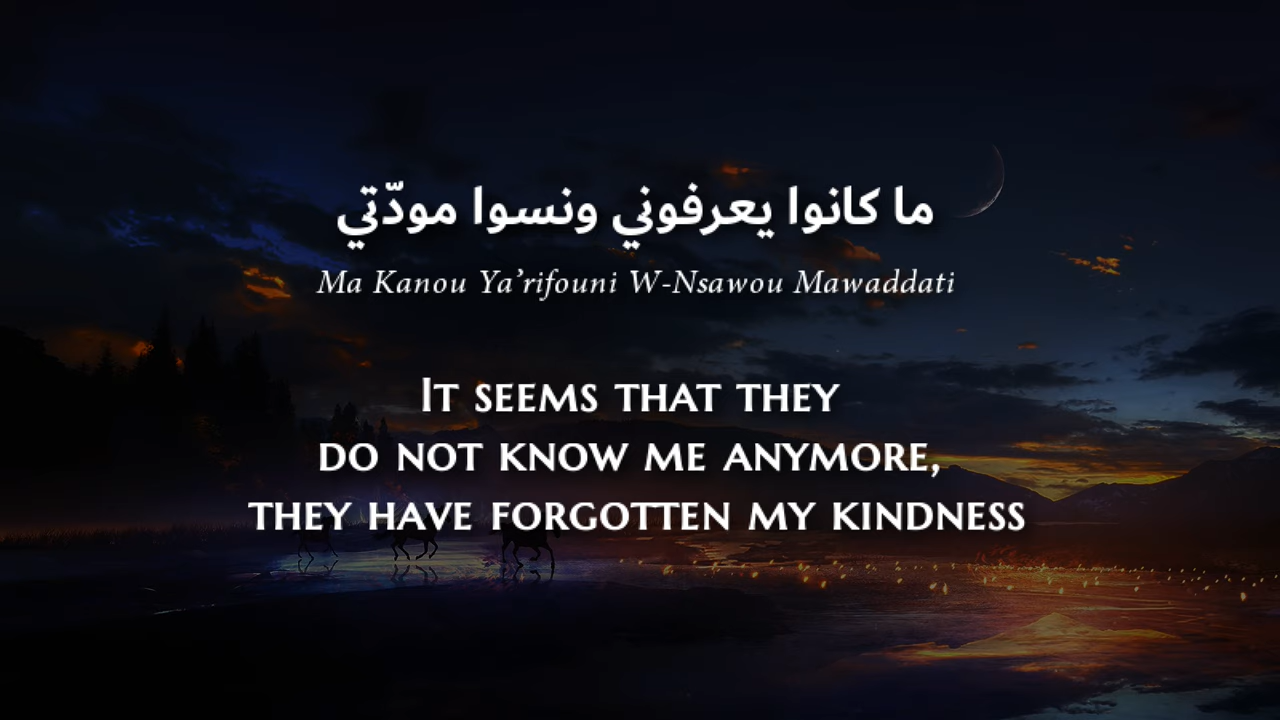 ما كانوا يعرفوني ونسوا مودّتي
Ma Kanou Ya’rifouni W-Nsawou Mawaddati
It seems that they
do not know me anymore,
they have forgotten my kindness